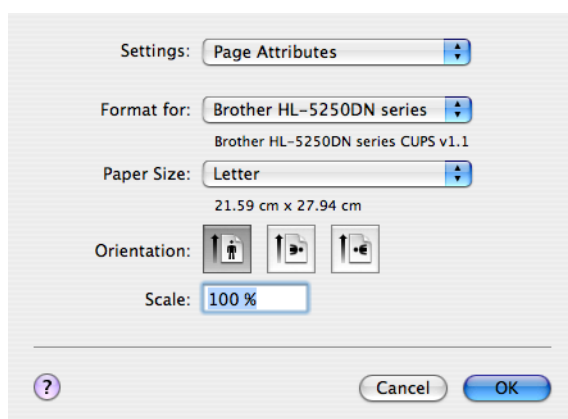 Settings: Page Attributes
Format for: Brother HL-5250DN series
Brother HL-5250DN series CUPS v1.1
Paper Size: Letter
21.59 cm x 27.94 cm
Orientation:
Scale: 100 %
? Cancel OK